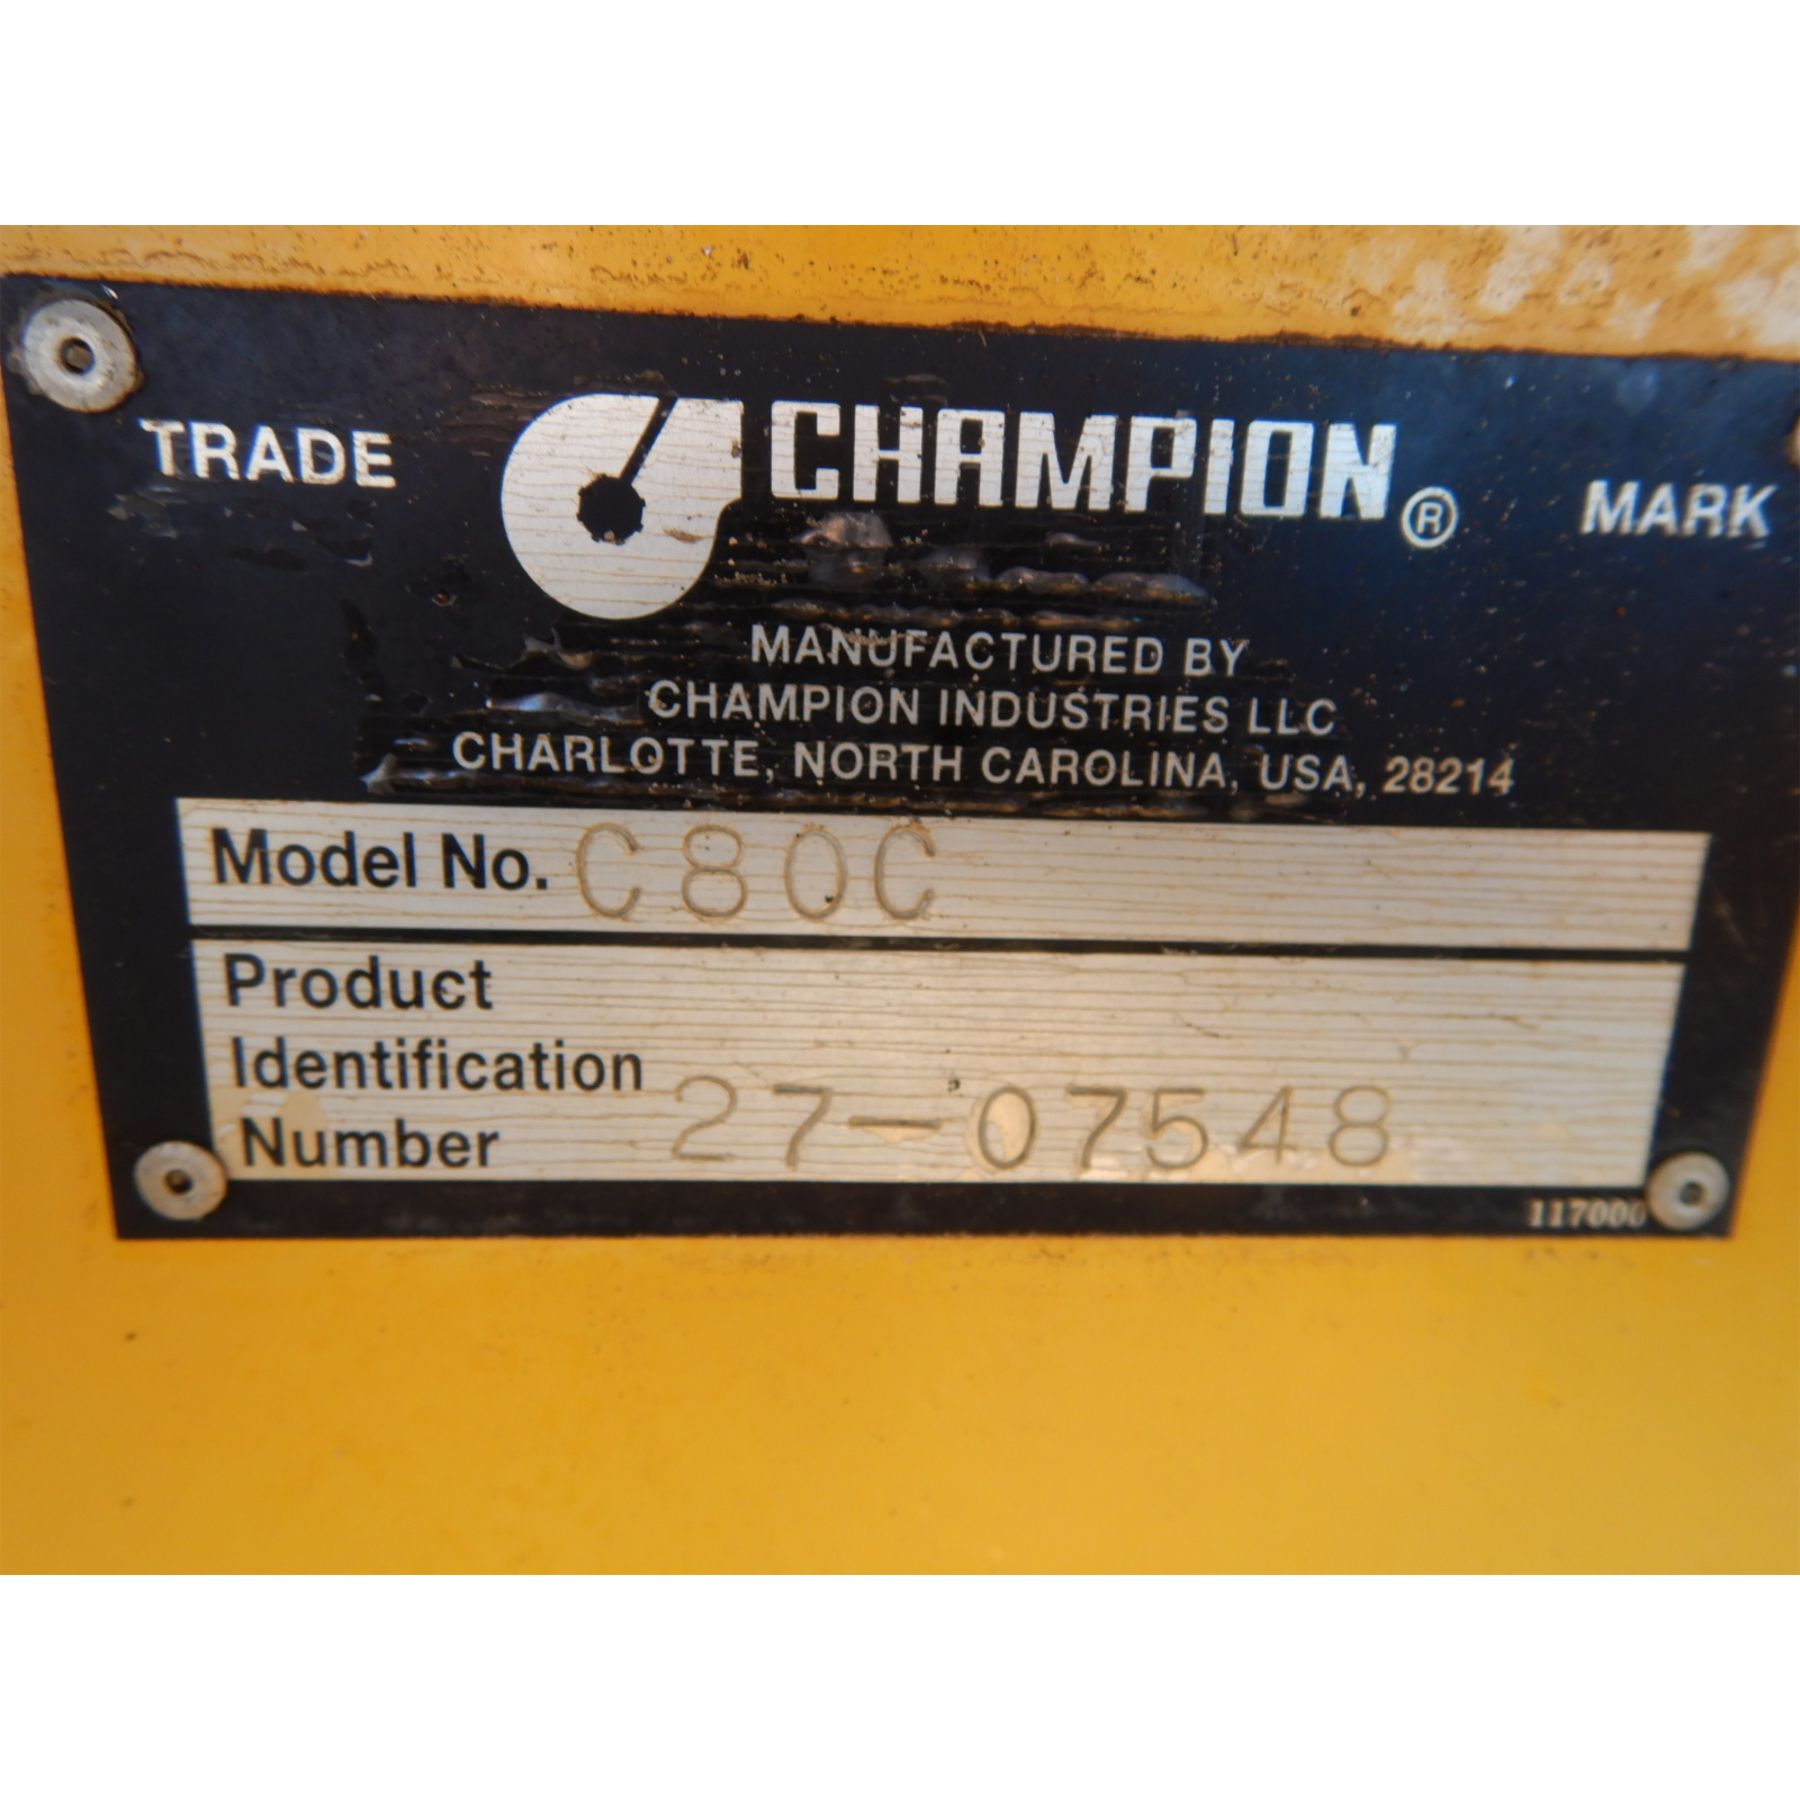 TRADE CHAMPION ® MARK
MANUFACTURED BY
CHAMPION INDUSTRIES LLC
CHARLOTTE, NORTH CAROLINA, USA, 28214
Model No. C80C
Product
Identification
Number 27-07548
117000